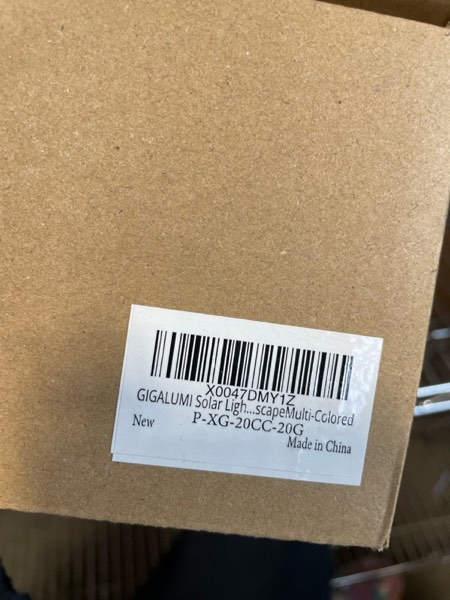 X0047DMY1Z
GIGALUMI Solar Ligh...scapeMulti-Colored
New
P-XG-20CC-20G
Made in China